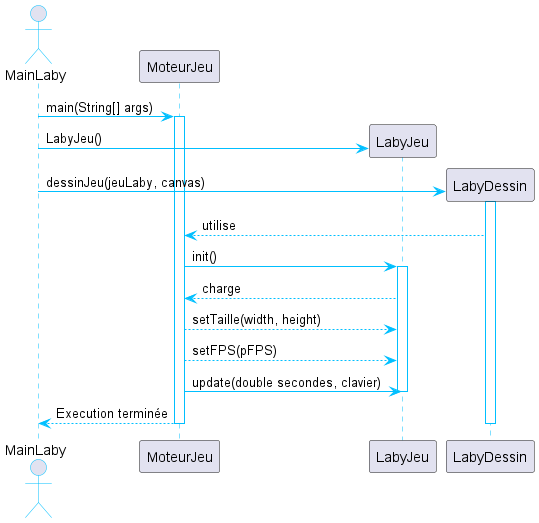 MainLaby
MoteurJeu
main(String[] args)
LabyJeu()
LabyJeu
dessinJeu(jeuLaby, canvas)
LabyDessin
utilise
init()
charge
setTaille(width, height)
setFPS(pFPS)
update(double secondes, clavier)
Execution terminée
MainLaby
MoteurJeu
LabyJeu
LabyDessin